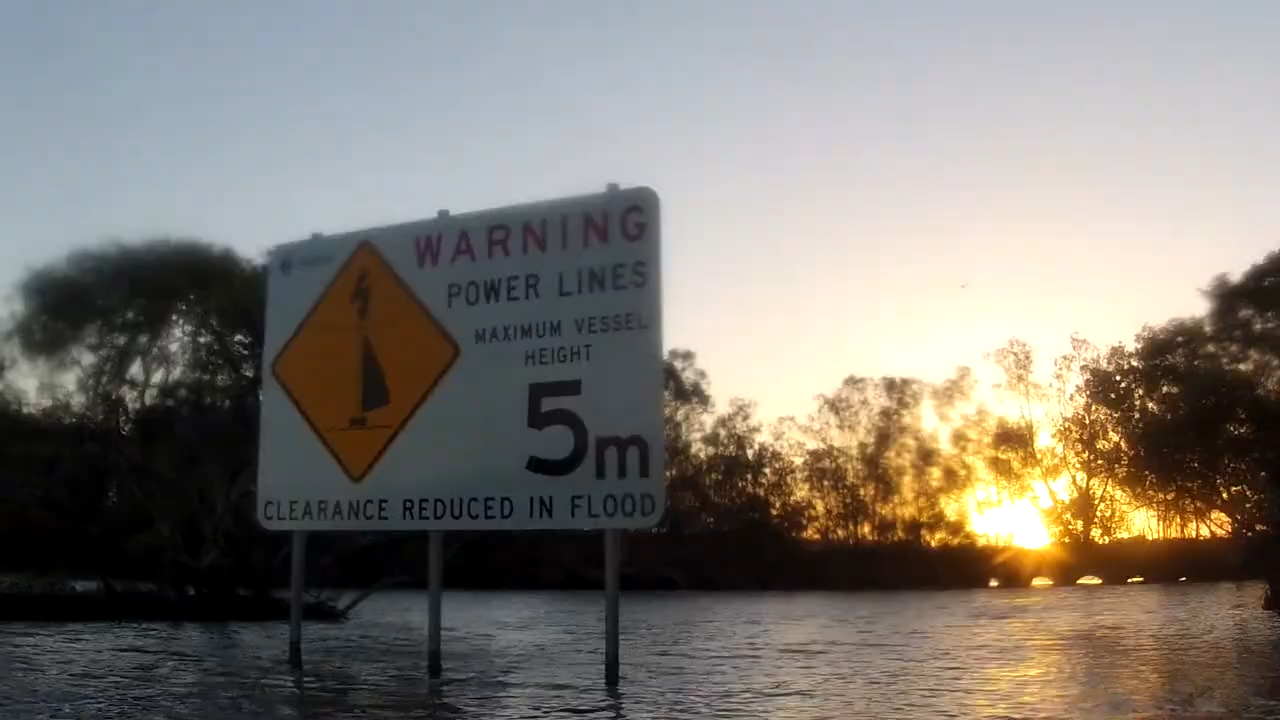 WARNING
POWER LINES
MAXIMUM VESSEL
HEIGHT
5m
CLEARANCE REDUCED IN FLOOD